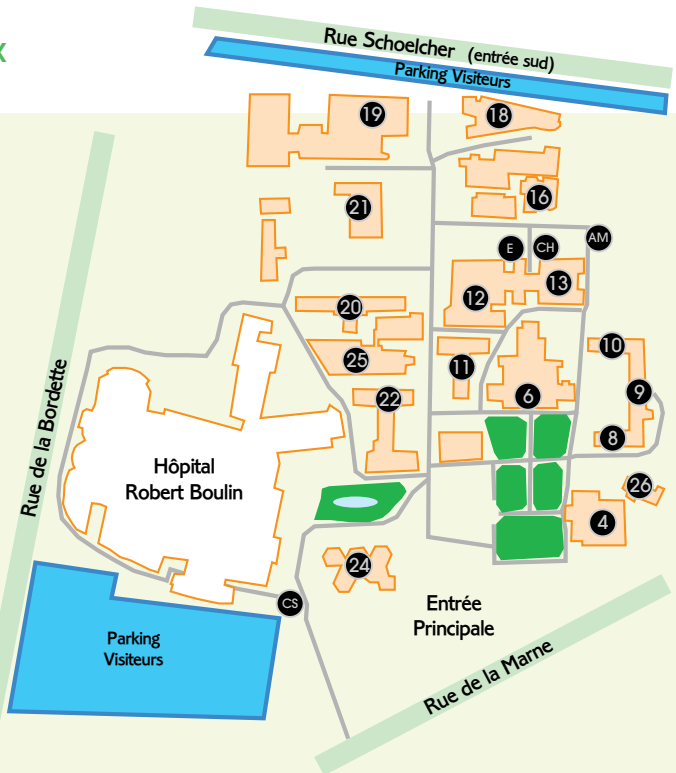 X
Rue Schoelcher (entrée sud)
Parking Visiteurs
19
18
16
21
E
CH
AM
13
12
20
10
25
11
9
22
6
8
Rue de la Bordette
Hôpital
Robert Boulin
26
4
24
CS
Entrée
Principale
Parking
Visiteurs
Rue de la Marne